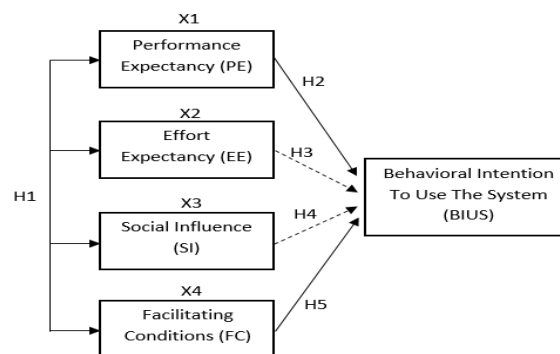 X1
Performance
Expectancy (PE)
H2
X2
Effort
Expectancy (EE)
H3
Behavioral Intention
To Use The System
(BIUS)
H1
X3
Social Influence
(SI)
H4
X4
Facilitating
Conditions (FC)
H5